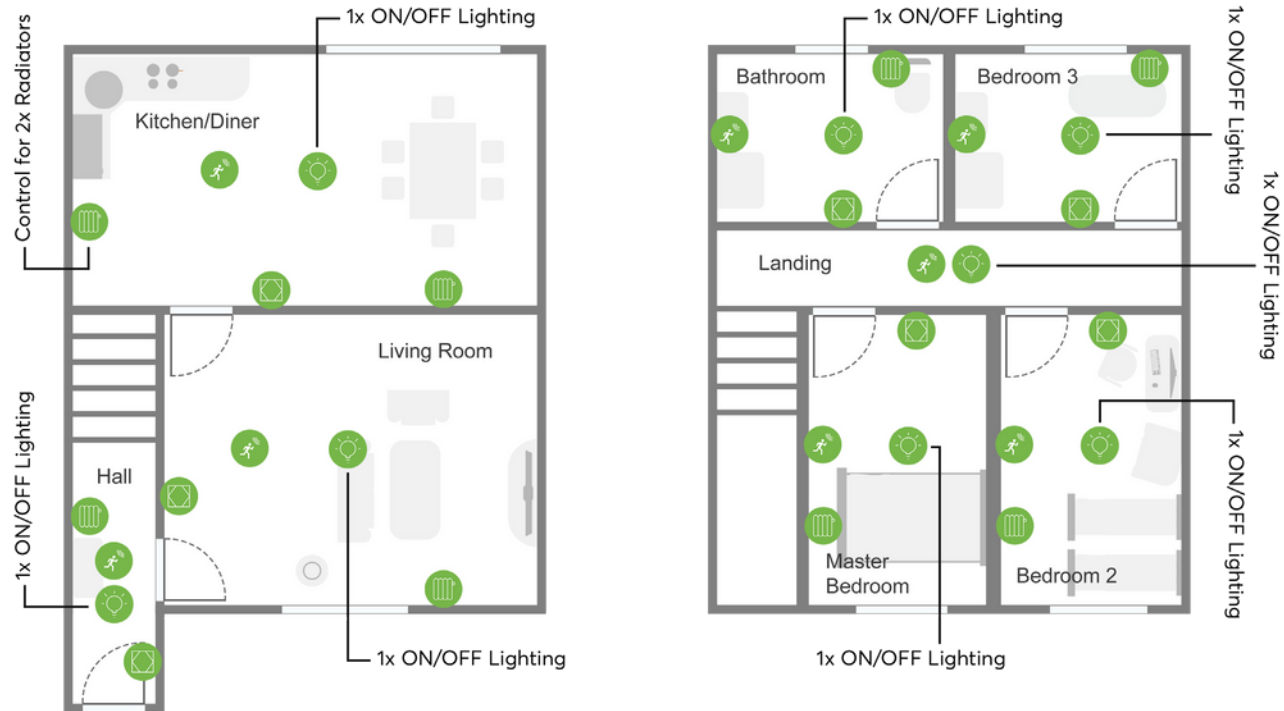 1x ON/OFF Lighting
Control for 2x Radiators
Kitchen/Diner
Living Room
Hall
1x ON/OFF Lighting
1x ON/OFF Lighting
1x ON/OFF Lighting
Bathroom
Bedroom 3
1x ON/OFF Lighting
Landing
1x ON/OFF Lighting
Master
Bedroom
Bedroom 2
1x ON/OFF Lighting
1x ON/OFF Lighting